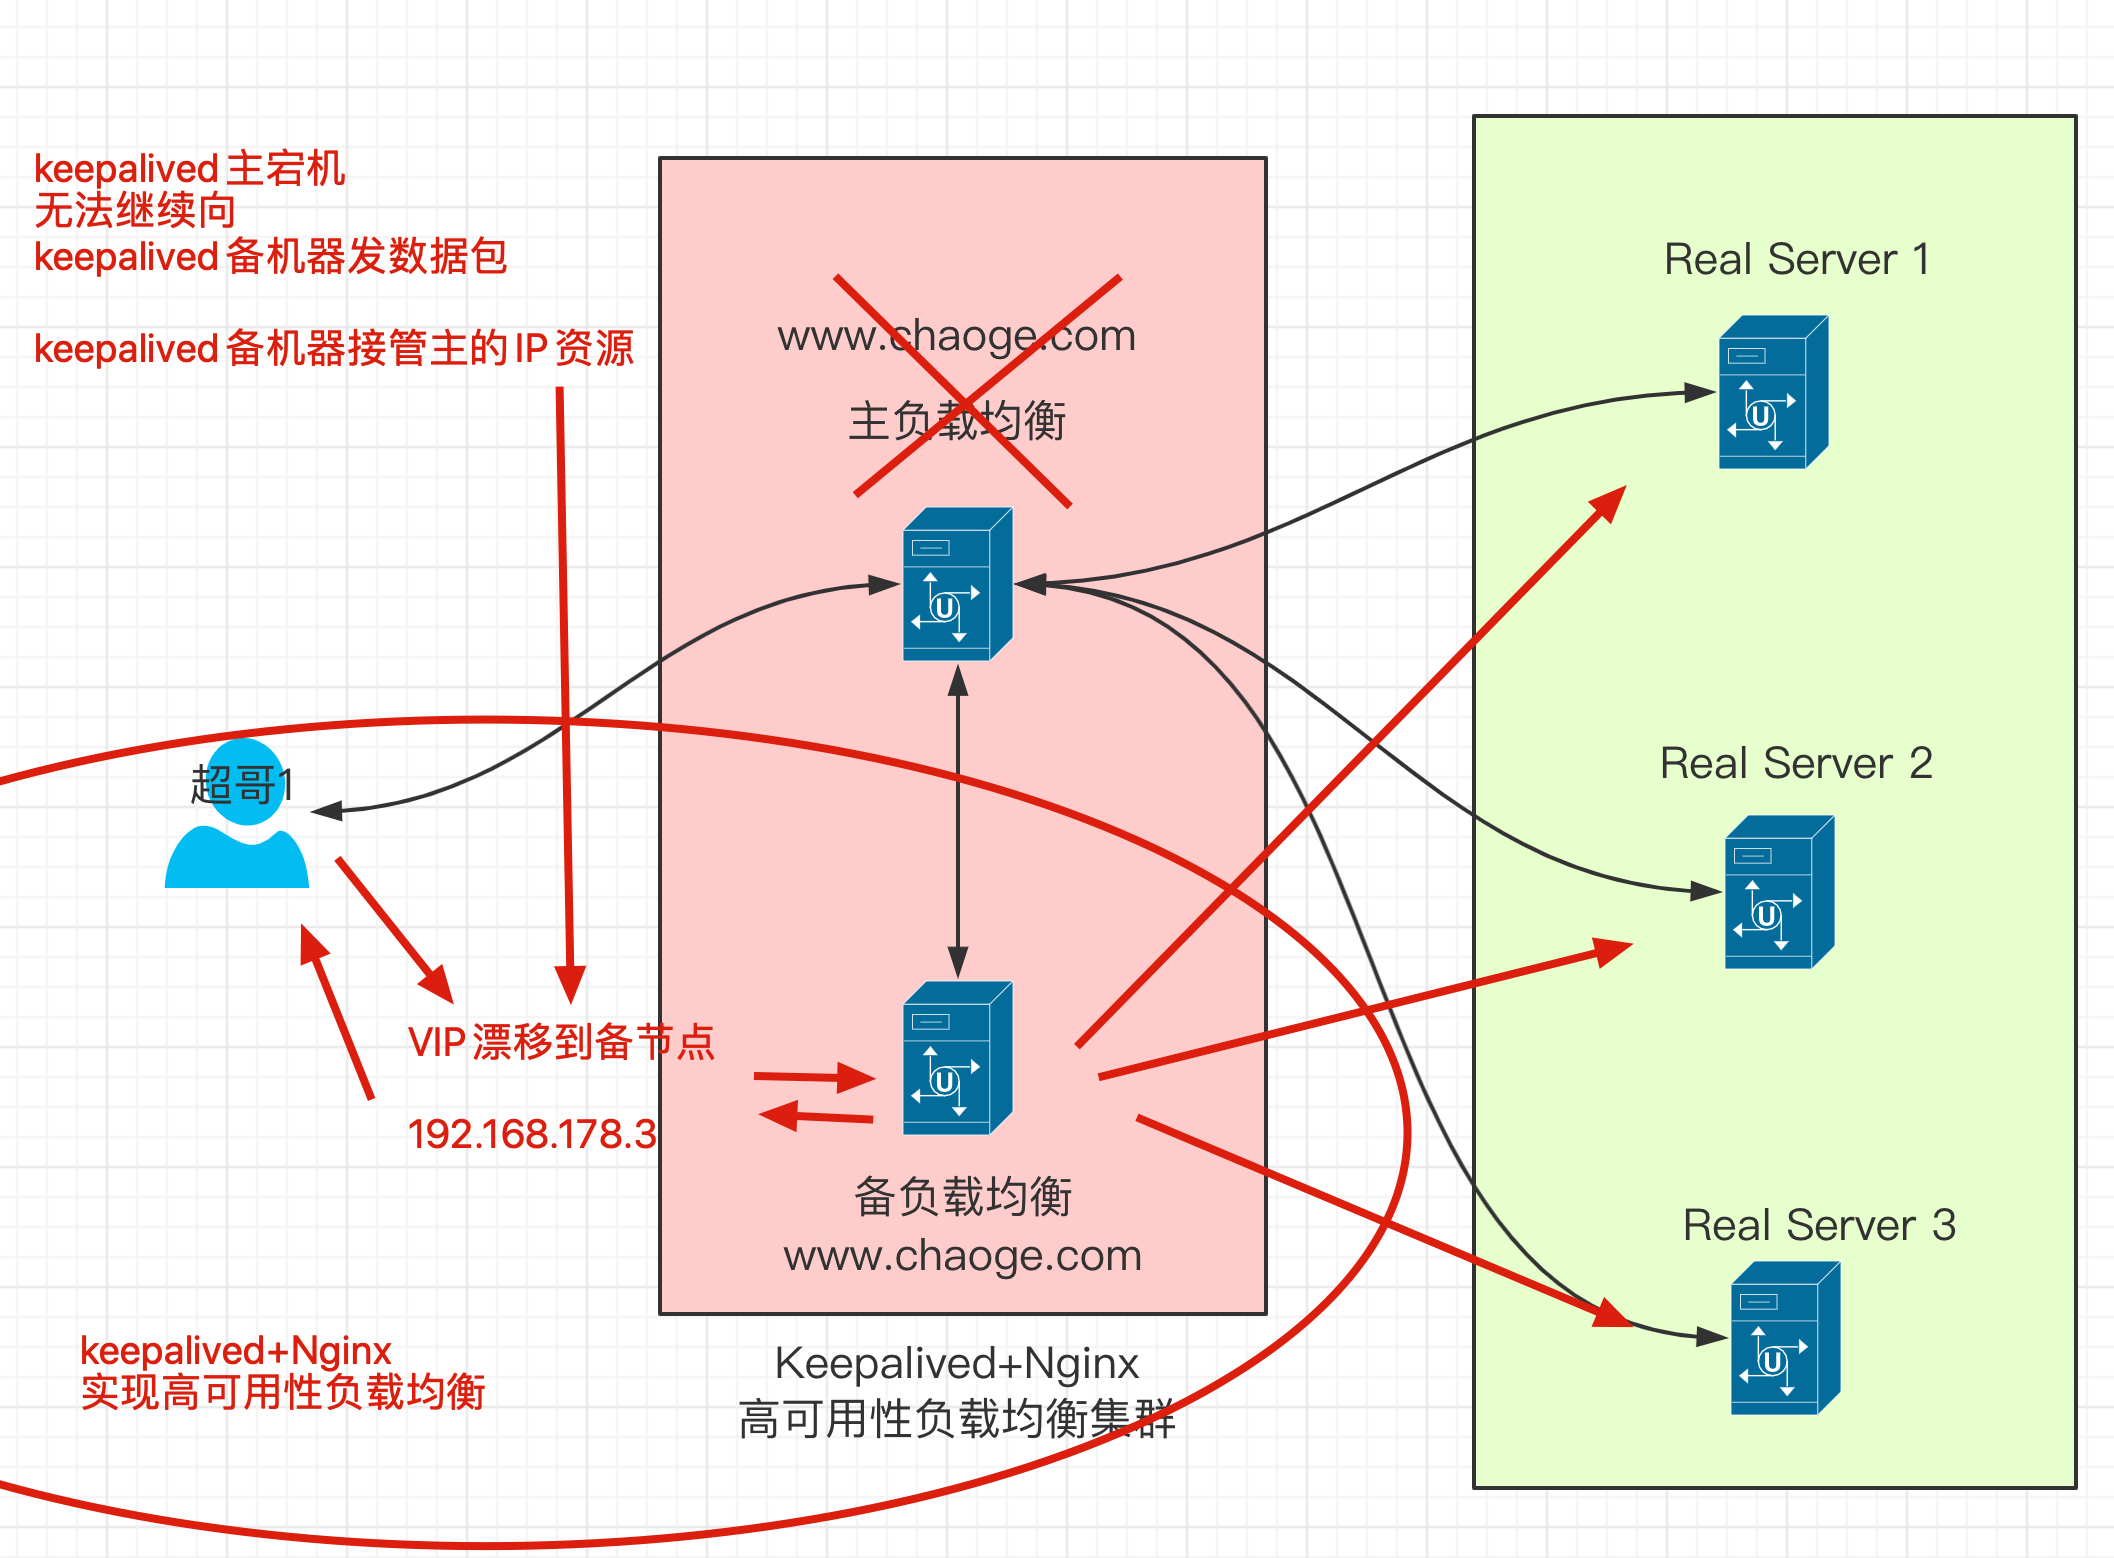 keepalived主宕机
无法继续向
keepalived备机器发数据包
keepalived备机器接管主的IP资源
www.chaoge.com
主负载均衡
超哥1
VIP漂移到备节点
192.168.178.3
备负载均衡
www.chaoge.com
keepalived+Nginx
实现高可用性负载均衡
Keepalived+Nginx
高可用性负载均衡集群
Real Server 1
U
Real Server 2
U
Real Server 3
U
U
U